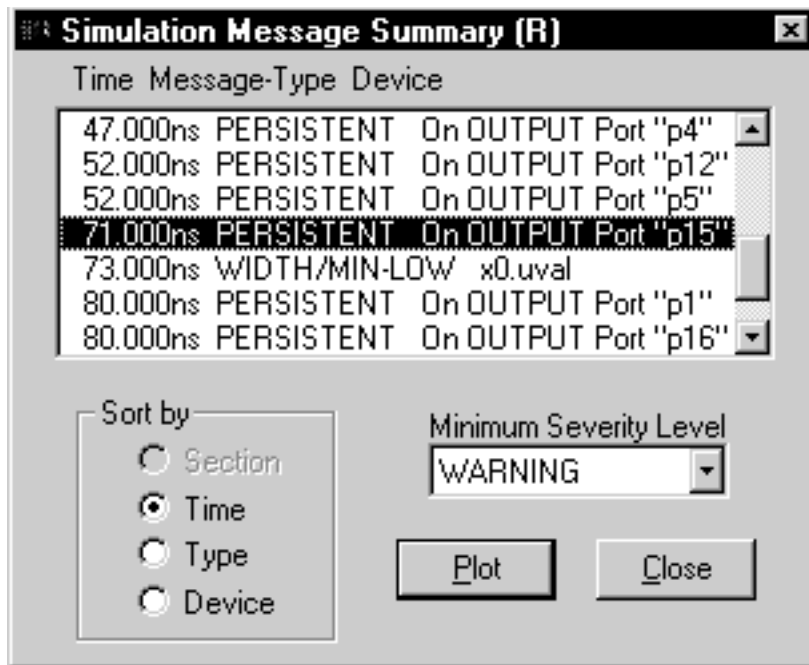 Simulation Message Summary (R)
Time Message-Type Device
47.000ns PERSISTENT On OUTPUT Port "p4"
52.000ns PERSISTENT On OUTPUT Port "p12"
52.000ns PERSISTENT On OUTPUT Port "p5"
71.000ns PERSISTENT On OUTPUT Port "p15"
73.000ns WIDTH/MIN-LOW x0.uval
80.000ns PERSISTENT On OUTPUT Port "p1"
80.000ns PERSISTENT On OUTPUT Port "p16"
Sort by
Section
Time
Type
Device
Minimum Severity Level
WARNING
Plot
Close